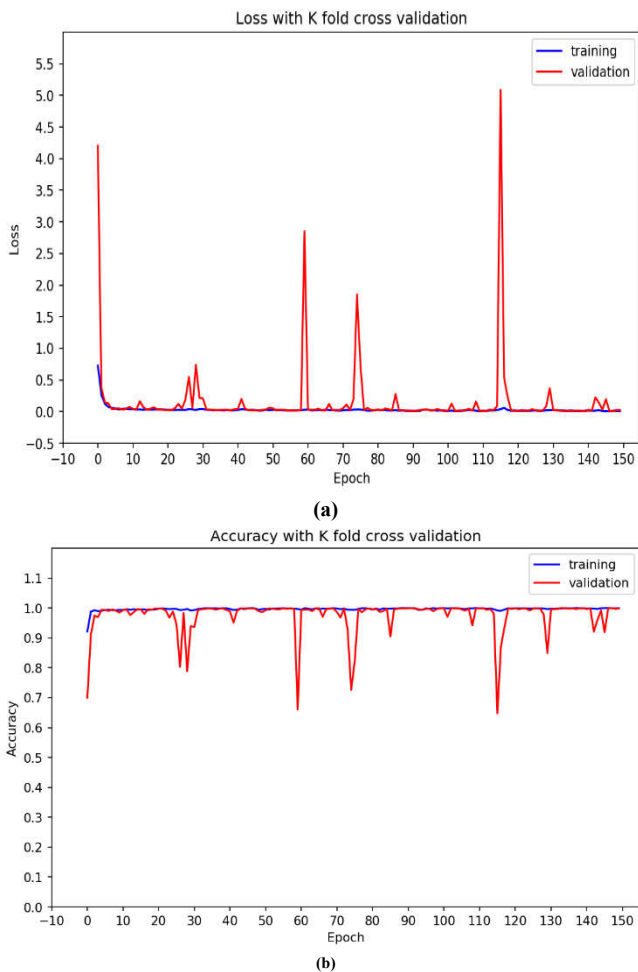 Loss with K fold cross validation
training
validation
5.5
5.0
4.5
4.0
3.5
3.0
2.5
2.0
1.5
1.0
0.5
0.0
−0.5
Loss
−10 0 10 20 30 40 50 60 70 80 90 100 110 120 130 140 150
Epoch
(a)
Accuracy with K fold cross validation
training
validation
1.1
1.0
0.9
0.8
0.7
0.6
0.5
0.4
0.3
0.2
0.1
0.0
Accuracy
−10 0 10 20 30 40 50 60 70 80 90 100 110 120 130 140 150
Epoch
(b)